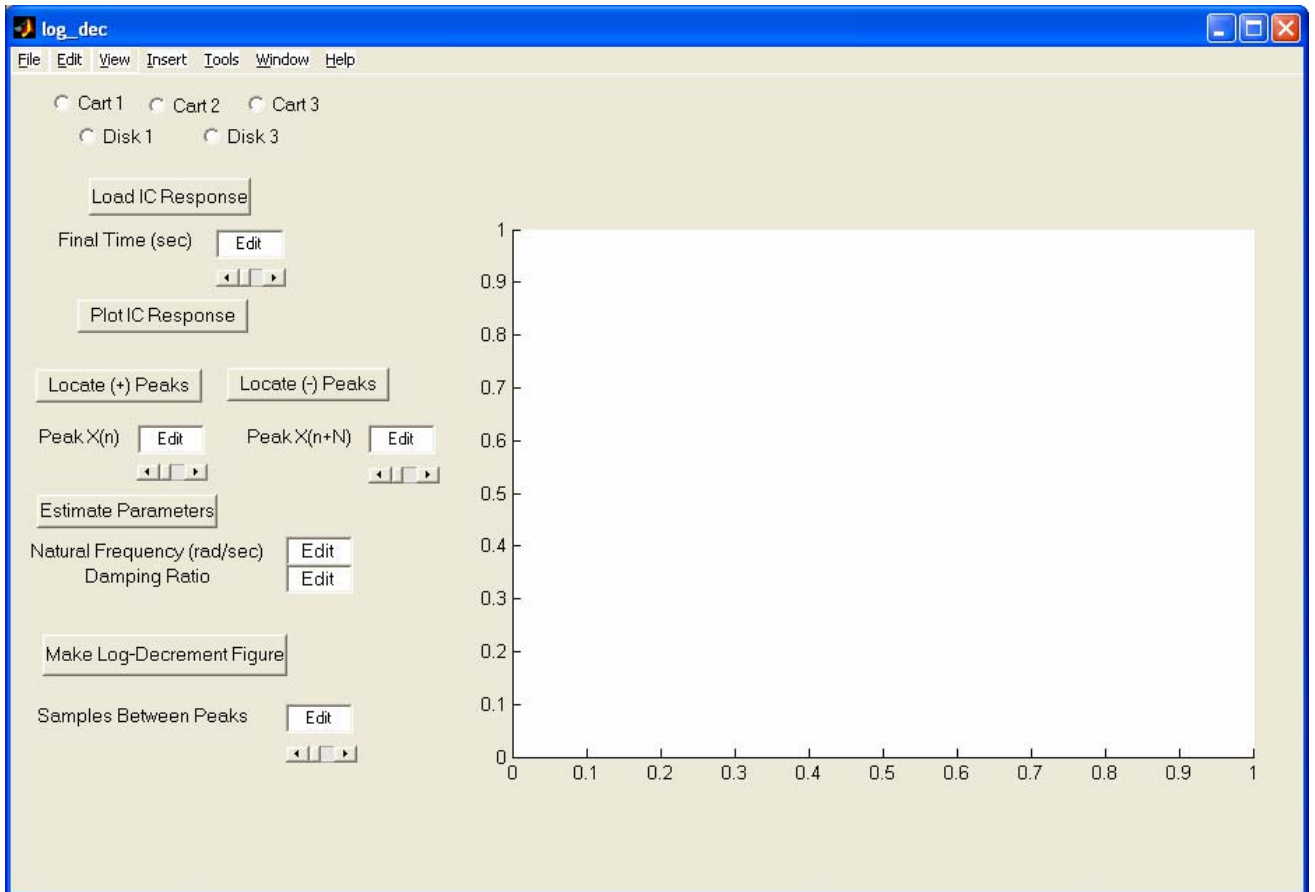 log_dec
File Edit View Insert Tools Window Help
Cart 1 Cart 2 Cart 3
Disk 1 Disk 3
Load IC Response
Final Time (sec) Edit
Plot IC Response
Locate (+) Peaks Locate (-) Peaks
Peak X(n) Edit Peak X(n+N) Edit
Estimate Parameters
Natural Frequency (rad/sec) Edit
Damping Ratio Edit
Make Log-Decrement Figure
Samples Between Peaks Edit
1
0.9
0.8
0.7
0.6
0.5
0.4
0.3
0.2
0.1
0
0 0.1 0.2 0.3 0.4 0.5 0.6 0.7 0.8 0.9 1